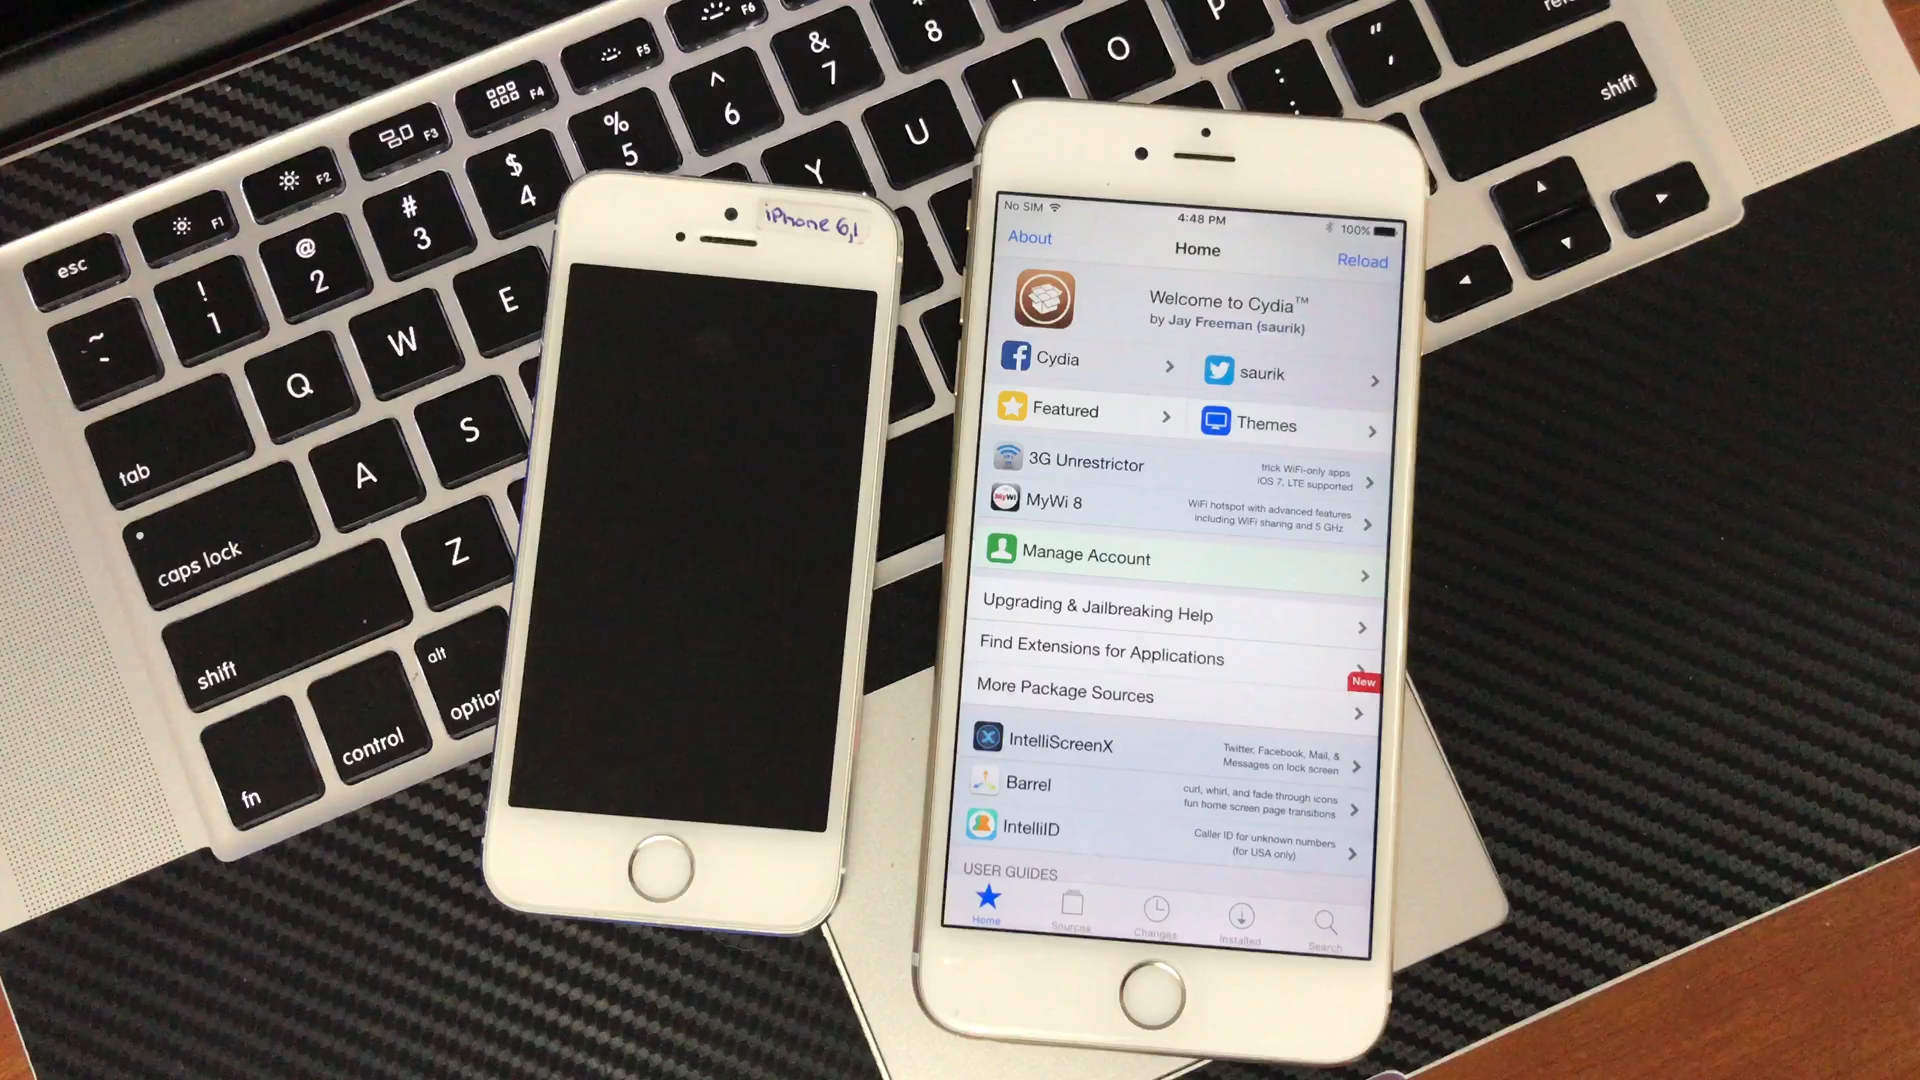 F6
F5
F4
F3
F2
F1
esc
& 7
* 8
^ 6
% 5
$ 4
# 3
@ 2
! 1
~
Q
W
E
Y
U
I
O
P
tab
A
S
caps lock
Z
shift
fn
control
alt
option
shift
iPhone 6,1
No SIM
4:48 PM
100%
About
Home
Reload
Welcome to Cydia™
by Jay Freeman (saurik)
Cydia
saurik
Featured
Themes
3G Unrestrictor
trick WiFi-only apps
iOS 7, LTE supported
MyWi
MyWi 8
WiFi hotspot with advanced features
including WiFi sharing and 5 GHz
Manage Account
Upgrading & Jailbreaking Help
Find Extensions for Applications
New
More Package Sources
IntelliScreenX
Twitter, Facebook, Mail, &
Messages on lock screen
Barrel
curl, whirl, and fade through icons
fun home screen page transitions
IntelliID
Caller ID for unknown numbers
(for USA only)
USER GUIDES
Home
Sources
Changes
Installed
Search